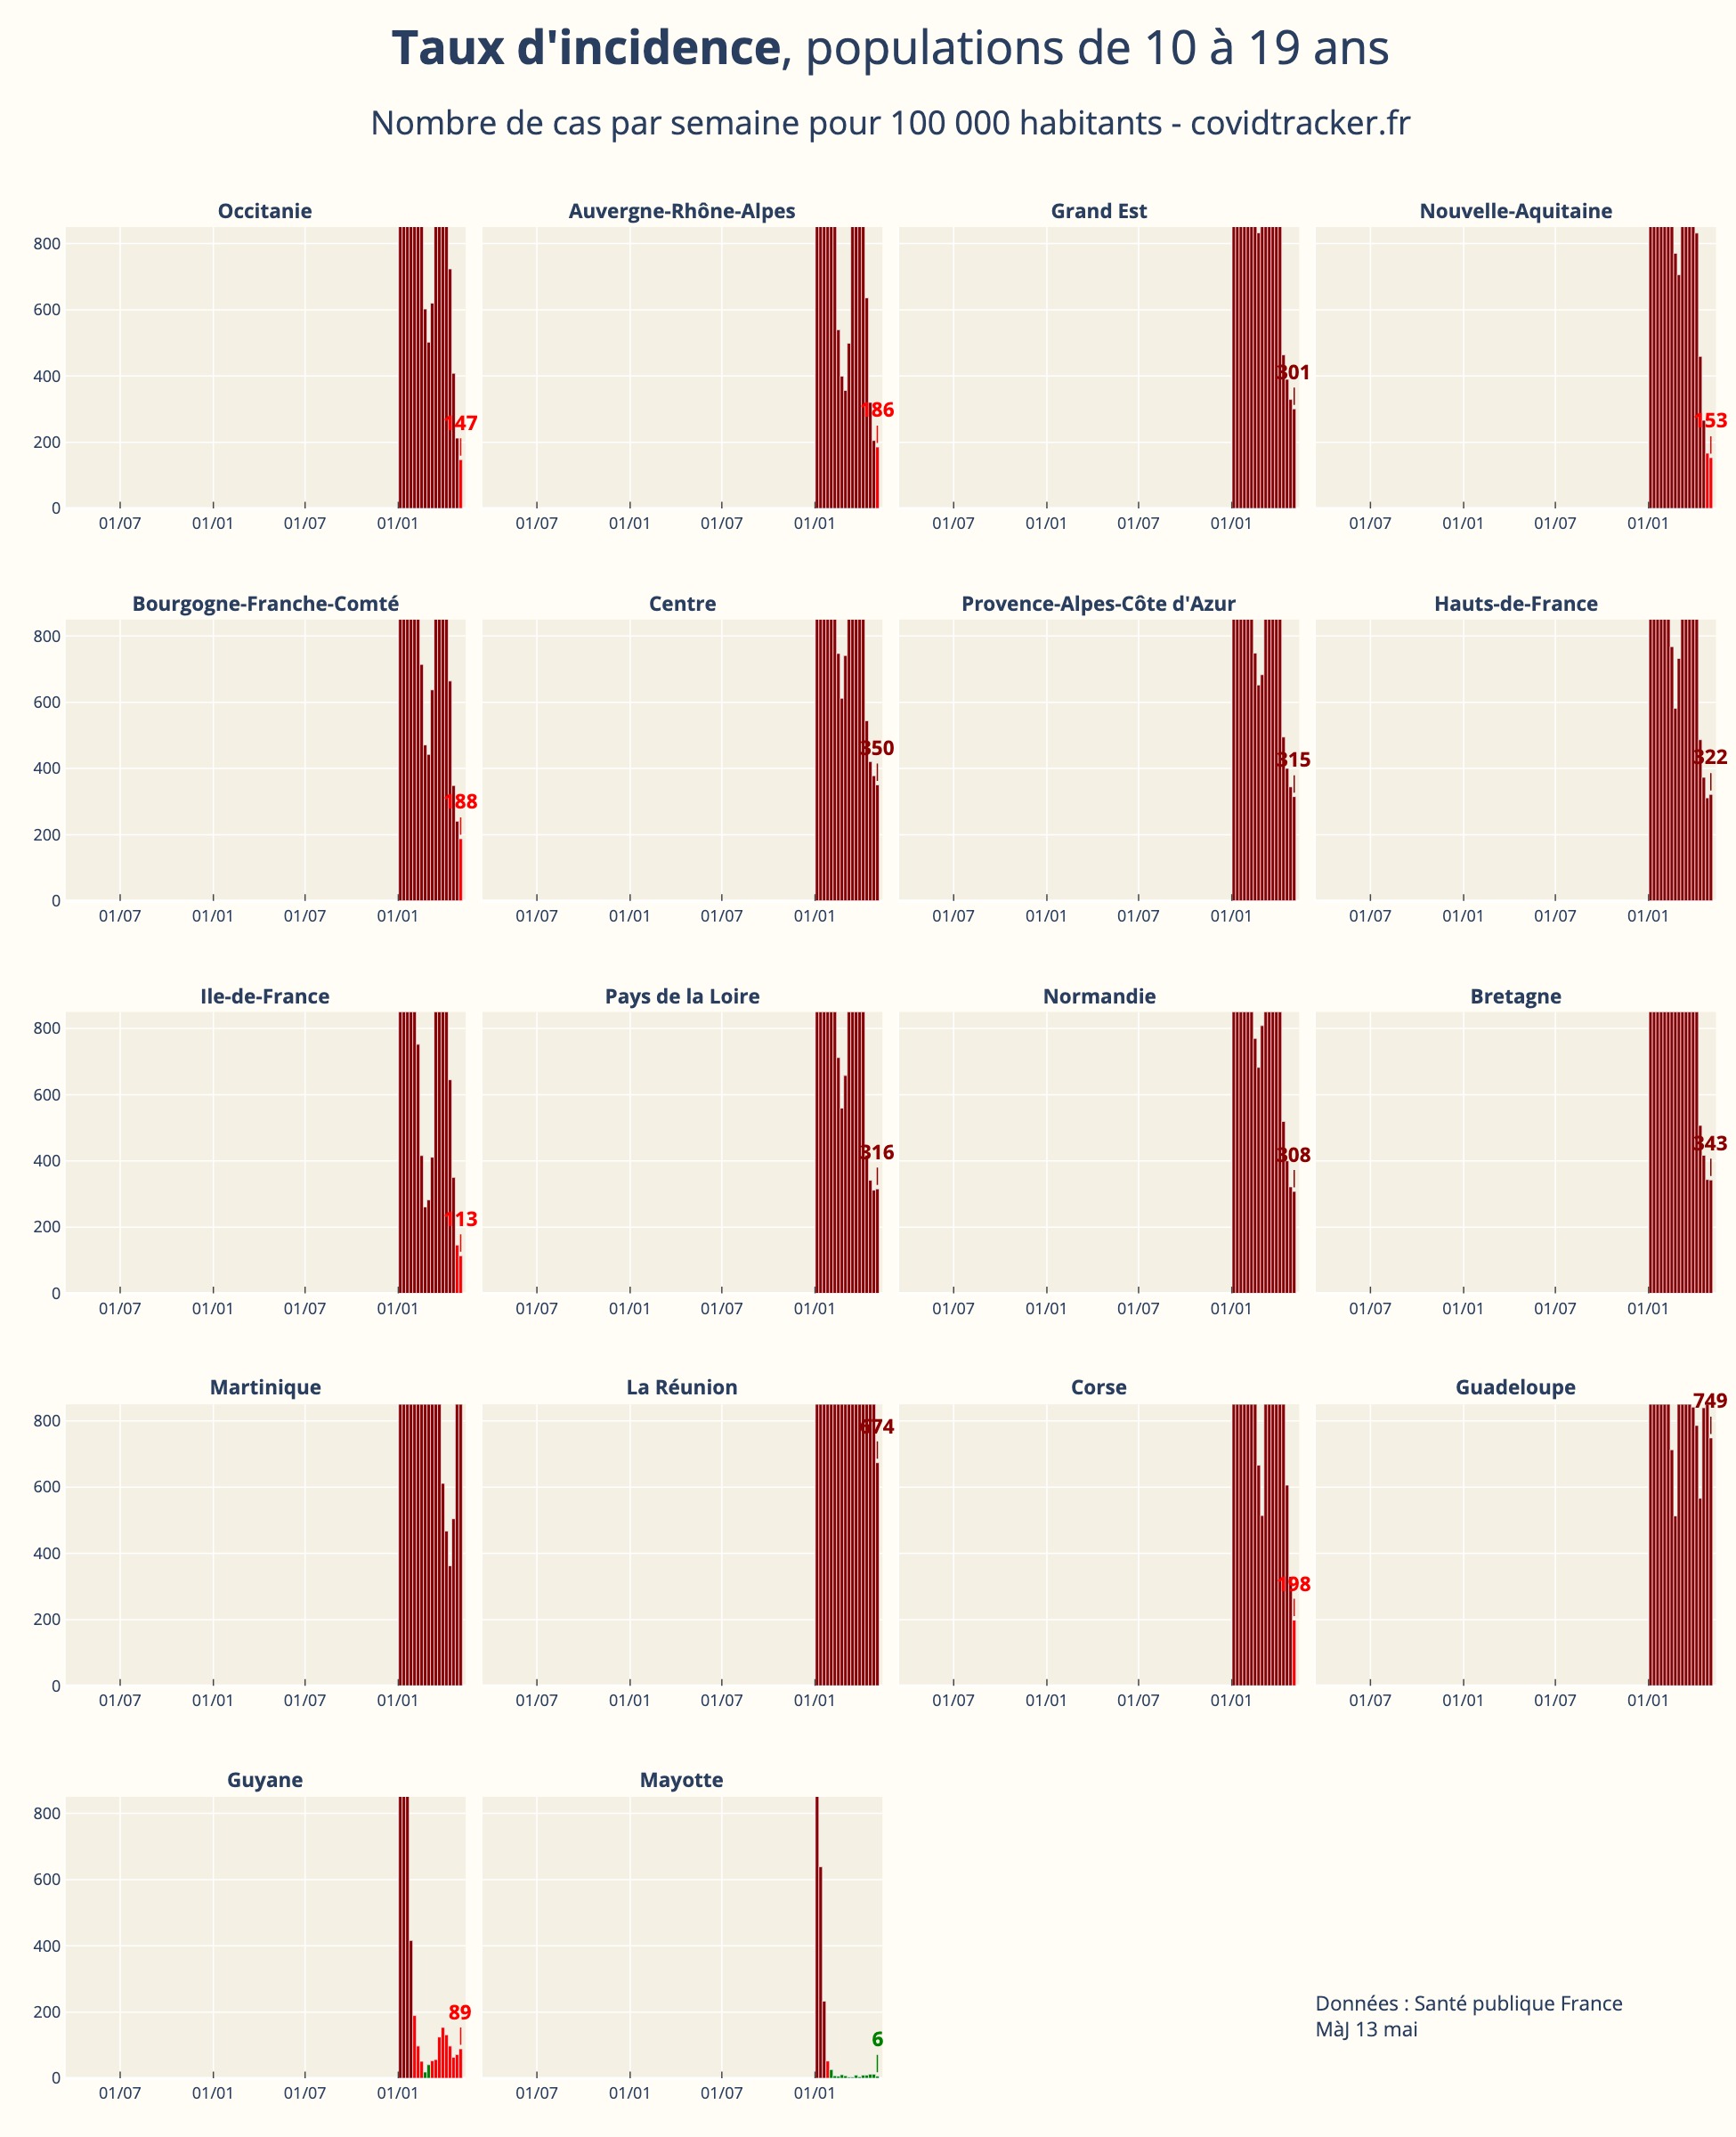 Taux d'incidence, populations de 10 à 19 ans
Nombre de cas par semaine pour 100 000 habitants - covidtracker.fr
Occitanie Auvergne-Rhône-Alpes Grand Est Nouvelle-Aquitaine
800
600
400
200
0
147 186 301 153
01/07 01/01 01/07 01/01 01/07 01/01 01/07 01/01 01/07 01/01 01/07 01/01 01/07 01/01 01/07 01/01
Bourgogne-Franche-Comté Centre Provence-Alpes-Côte d'Azur Hauts-de-France
800
600
400
200
0
188 350 315 322
01/07 01/01 01/07 01/01 01/07 01/01 01/07 01/01 01/07 01/01 01/07 01/01 01/07 01/01 01/07 01/01
Ile-de-France Pays de la Loire Normandie Bretagne
800
600
400
200
0
113 316 308 343
01/07 01/01 01/07 01/01 01/07 01/01 01/07 01/01 01/07 01/01 01/07 01/01 01/07 01/01 01/07 01/01
Martinique La Réunion Corse Guadeloupe
800
600
400
200
0
674 198 749
01/07 01/01 01/07 01/01 01/07 01/01 01/07 01/01 01/07 01/01 01/07 01/01 01/07 01/01 01/07 01/01
Guyane Mayotte
800
600
400
200
0
89 6
01/07 01/01 01/07 01/01 01/07 01/01 01/07 01/01
Données : Santé publique France
MàJ 13 mai